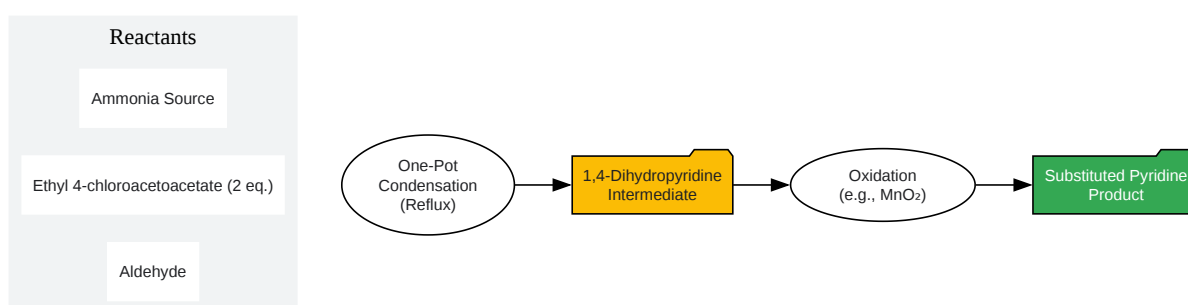 Reactants
Ammonia Source
Ethyl 4-chloroacetoacetate (2 eq.)
Aldehyde
One-Pot
Condensation
(Reflux)
1,4-Dihydropyridine
Intermediate
Oxidation
(e.g., MnO₂)
Substituted Pyridine
Product